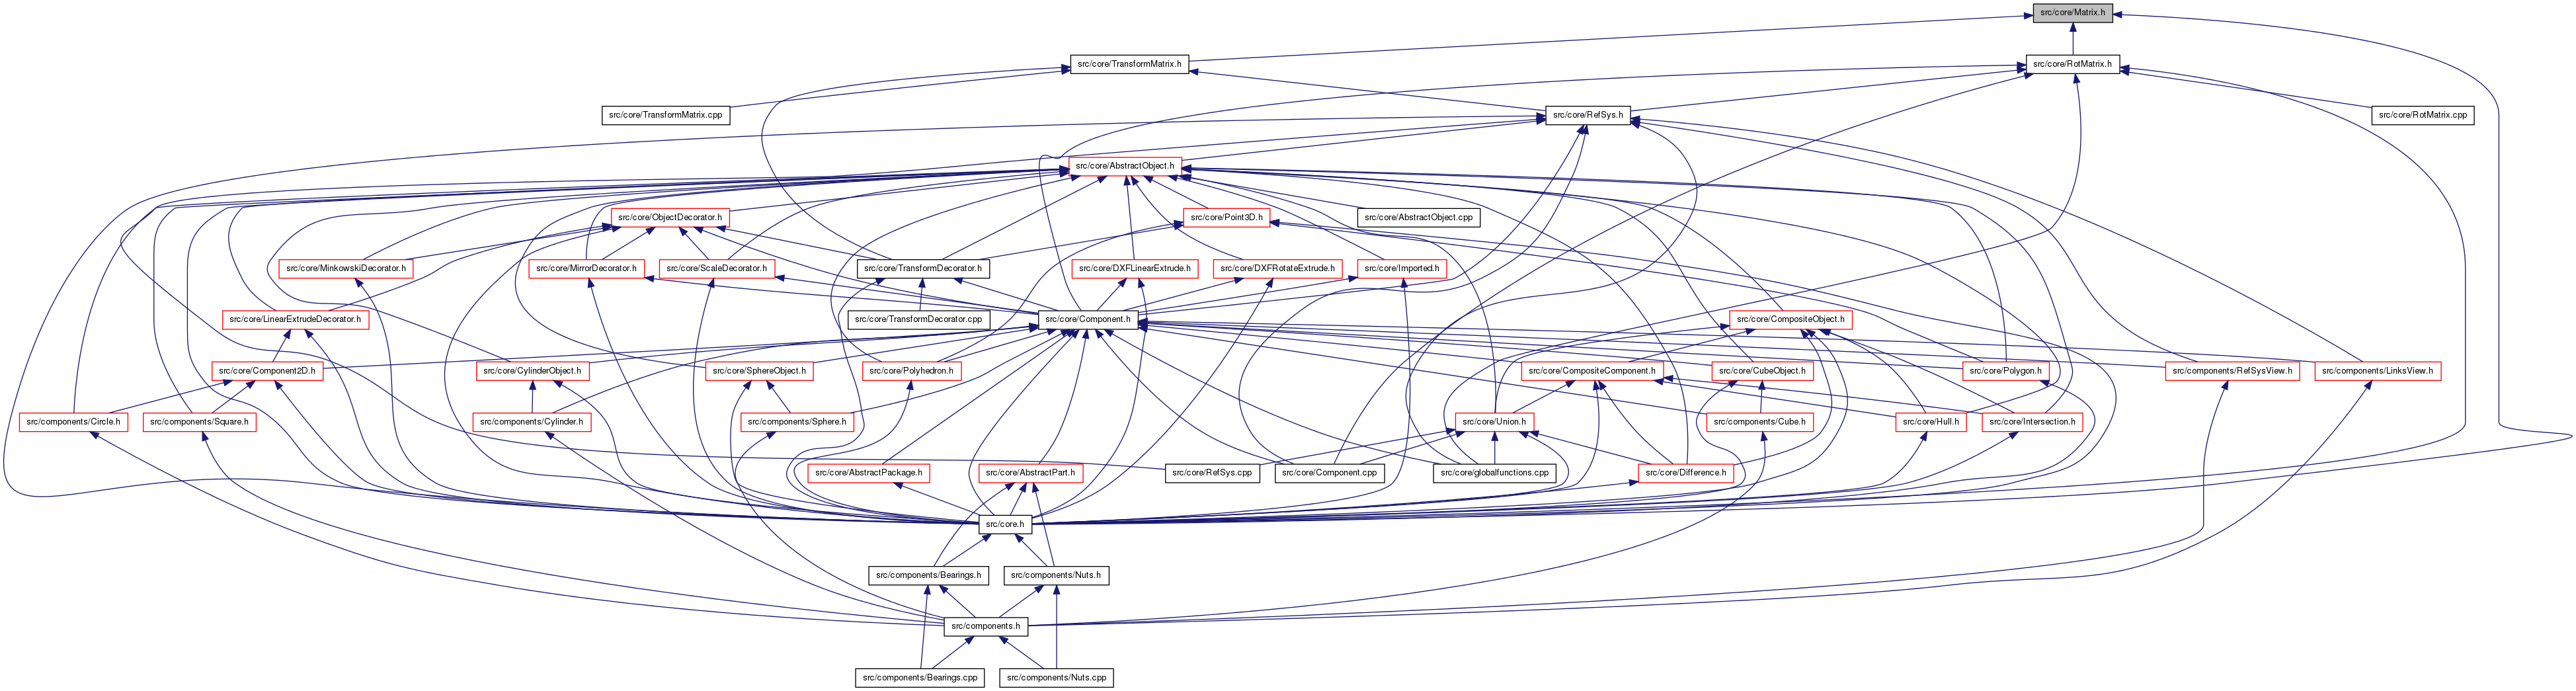 src/core/Matrix.h
src/core/TransformMatrix.h
src/core/RotMatrix.h
src/core/TransformMatrix.cpp
src/core/RefSys.h
src/core/RotMatrix.cpp
src/core/AbstractObject.h
src/core/ObjectDecorator.h
src/core/Point3D.h
src/core/AbstractObject.cpp
src/core/MinkowskiDecorator.h
src/core/MirrorDecorator.h
src/core/ScaleDecorator.h
src/core/TransformDecorator.h
src/core/DXFLinearExtrude.h
src/core/DXFRotateExtrude.h
src/core/Imported.h
src/core/LinearExtrudeDecorator.h
src/core/TransformDecorator.cpp
src/core/Component.h
src/core/CompositeObject.h
src/core/Component2D.h
src/core/CylinderObject.h
src/core/SphereObject.h
src/core/Polyhedron.h
src/core/CompositeComponent.h
src/core/CubeObject.h
src/core/Polygon.h
src/components/RefSysView.h
src/components/LinksView.h
src/components/Circle.h
src/components/Square.h
src/components/Cylinder.h
src/components/Sphere.h
src/core/Union.h
src/components/Cube.h
src/core/Hull.h
src/core/Intersection.h
src/core/AbstractPackage.h
src/core/AbstractPart.h
src/core/RefSys.cpp
src/core/Component.cpp
src/core/globalfunctions.cpp
src/core/Difference.h
src/core.h
src/components/Bearings.h
src/components/Nuts.h
src/components.h
src/components/Bearings.cpp
src/components/Nuts.cpp